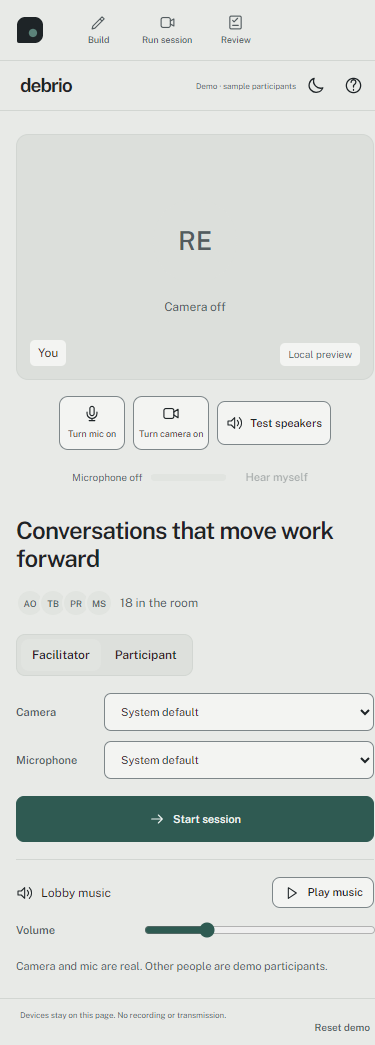 Build
Run session
Review
debrio
Demo · sample participants
RE
Camera off
You
Local preview
Turn mic on
Turn camera on
Test speakers
Microphone off
Hear myself
Conversations that move work
forward
AO TB PR MS 18 in the room
Facilitator
Participant
Camera
System default
Microphone
System default
Start session
Lobby music
Play music
Volume
Camera and mic are real. Other people are demo participants.
Devices stay on this page. No recording or transmission.
Reset demo